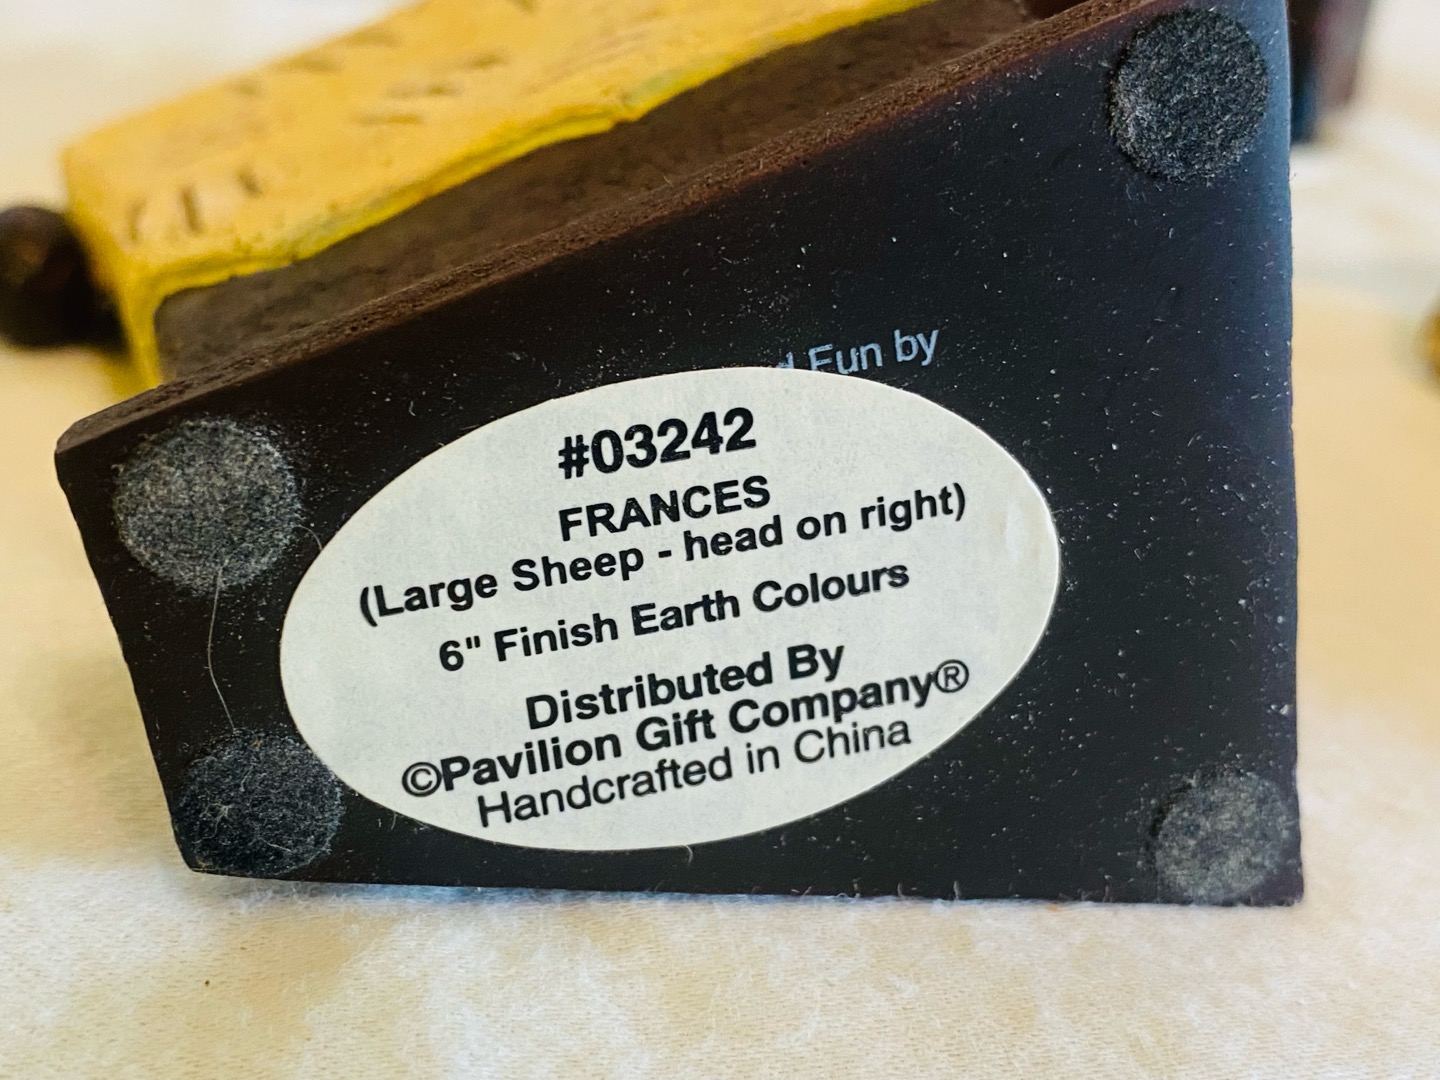 Fun by
#03242
FRANCES
(Large Sheep - head on right)
6" Finish Earth Colours
Distributed By
©Pavilion Gift Company®
Handcrafted in China